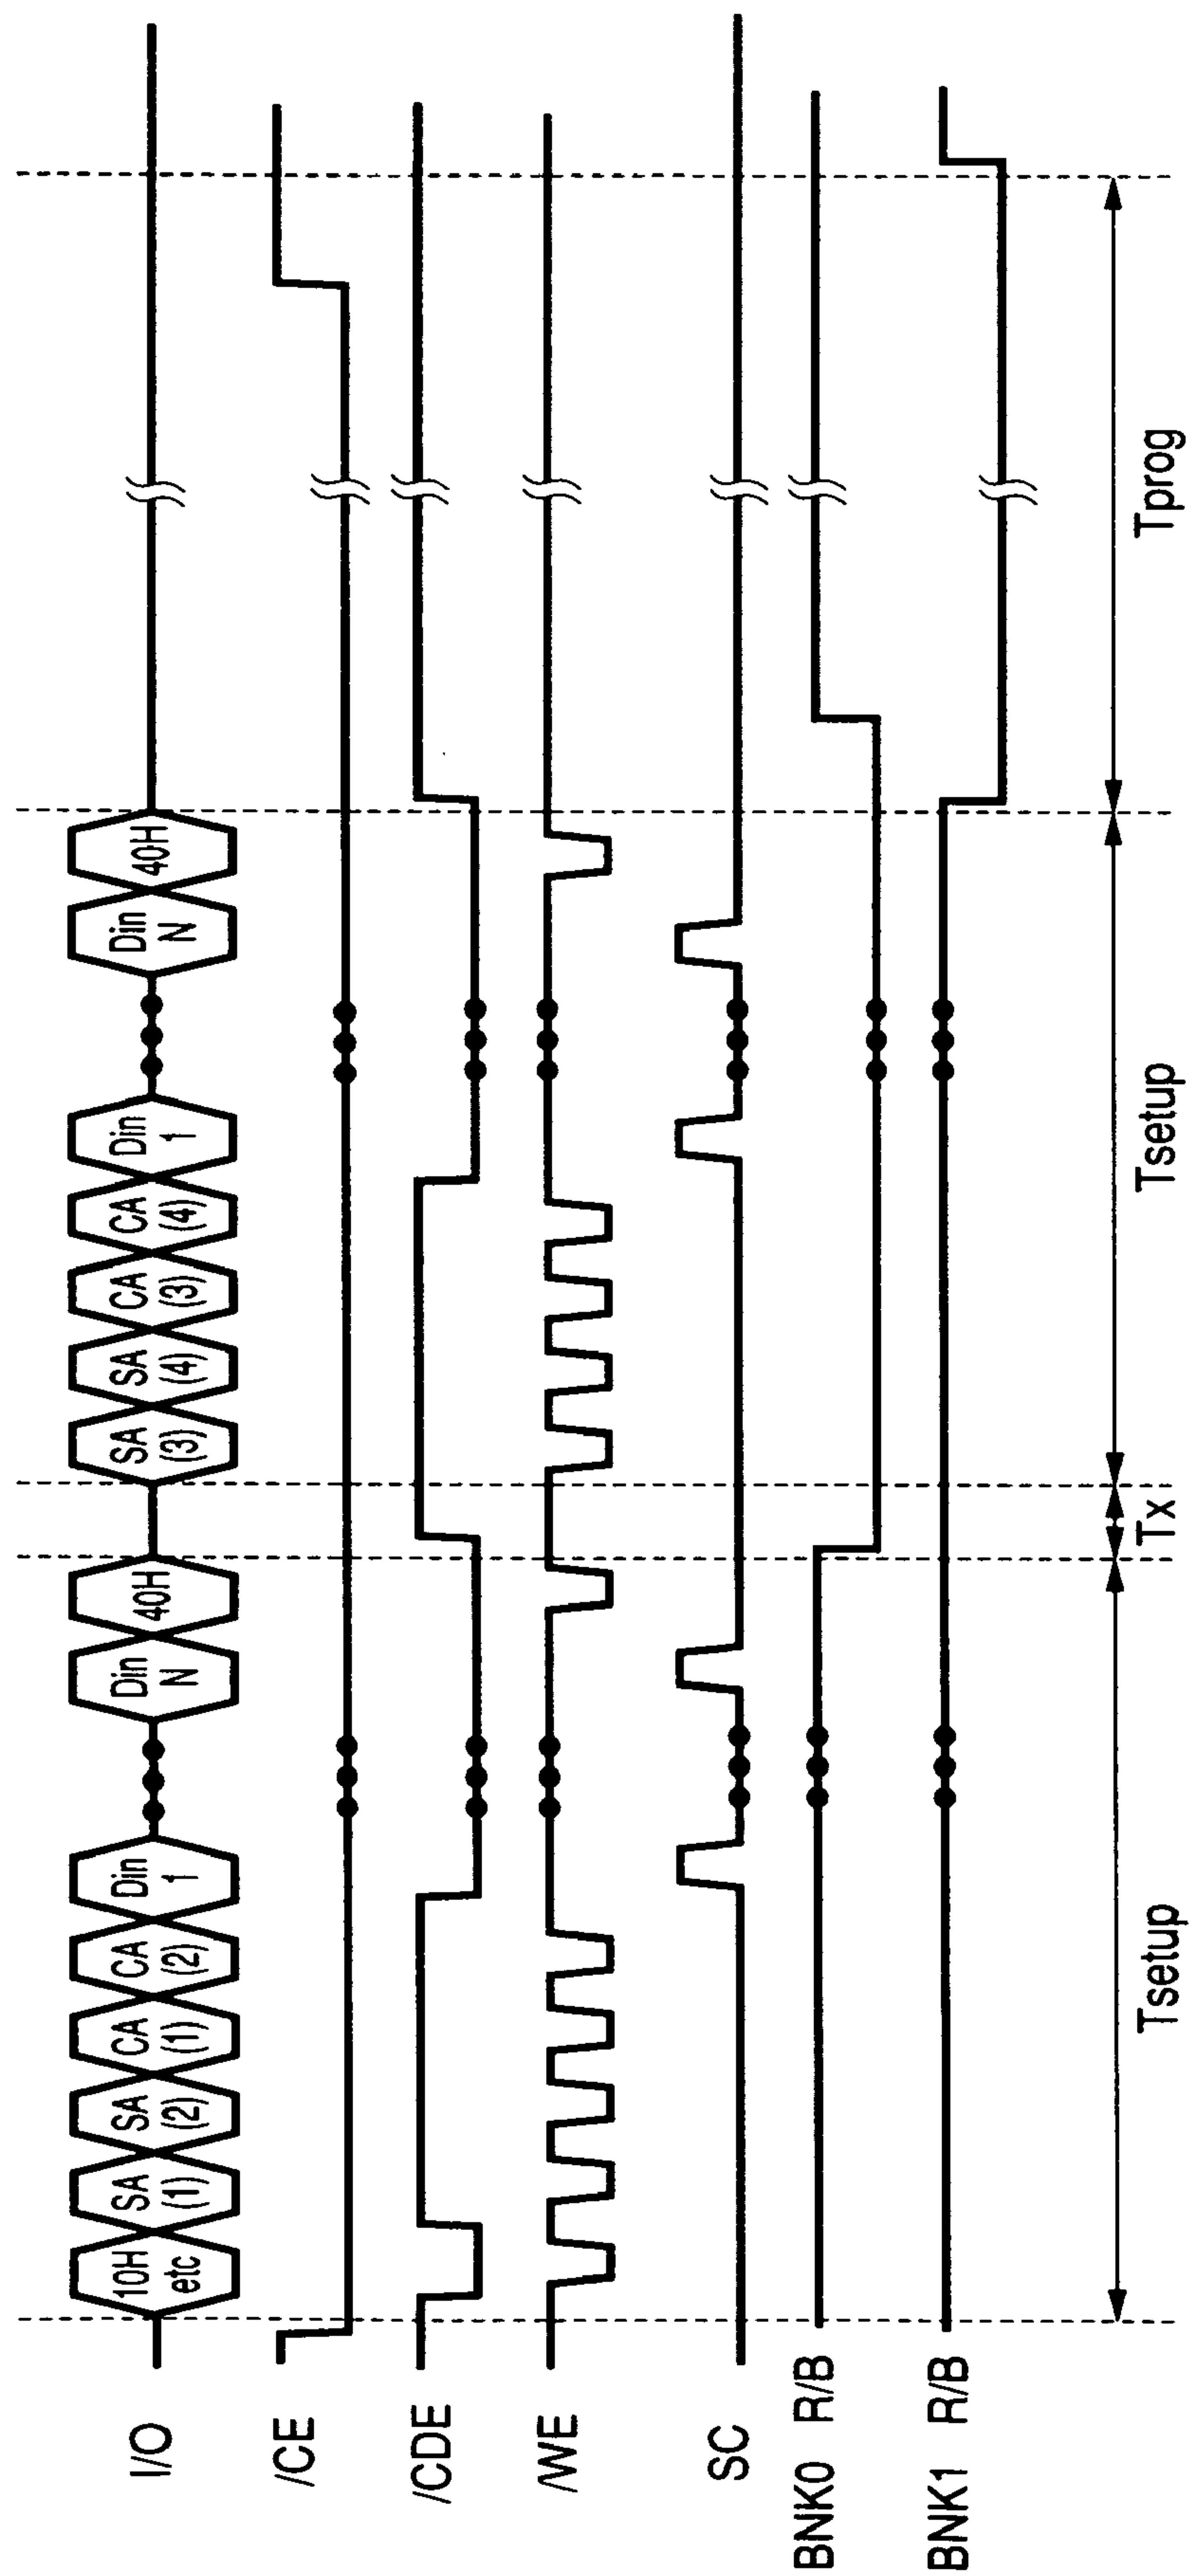 I/O
10H
etc
SA
(1)
SA
(2)
CA
(1)
CA
(2)
Din
1
Din
N
40H
SA
(3)
SA
(4)
CA
(3)
CA
(4)
Din
1
Din
N
40H
/CE
/CDE
/WE
SC
BNK0 R/B
BNK1 R/B
Tsetup
Tx
Tsetup
Tprog